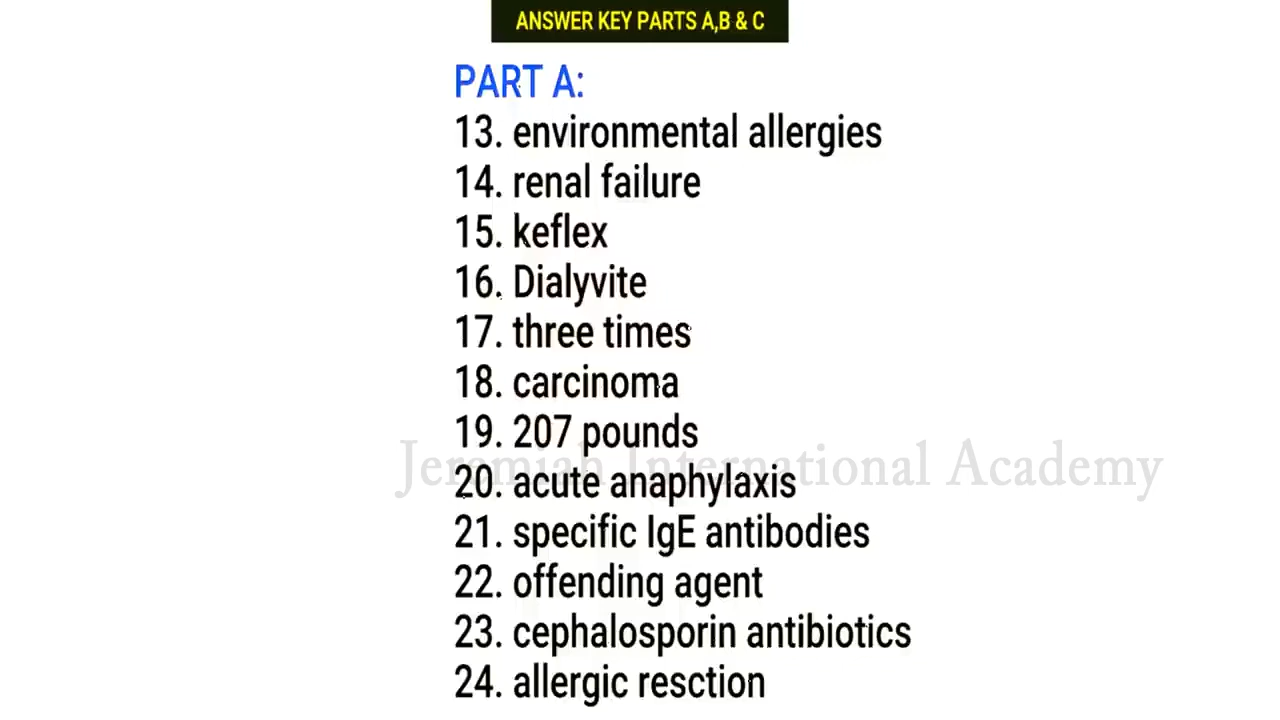 ANSWER KEY PARTS A,B & C
PART A:
13. environmental allergies
14. renal failure
15. keflex
16. Dialyvite
17. three times
18. carcinoma
19. 207 pounds
Jeremiah International Academy
20. acute anaphylaxis
21. specific IgE antibodies
22. offending agent
23. cephalosporin antibiotics
24. allergic resction